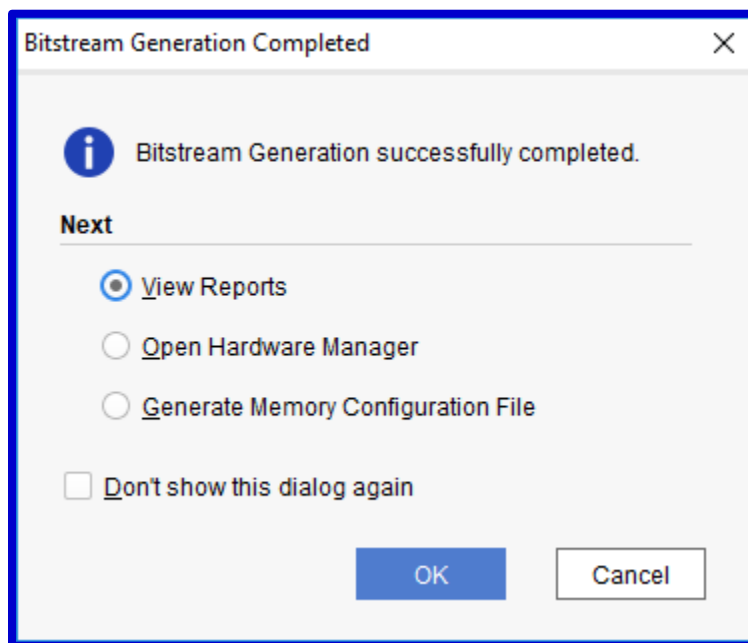 Bitstream Generation Completed
Bitstream Generation successfully completed.
Next
View Reports
Open Hardware Manager
Generate Memory Configuration File
Don't show this dialog again
OK Cancel